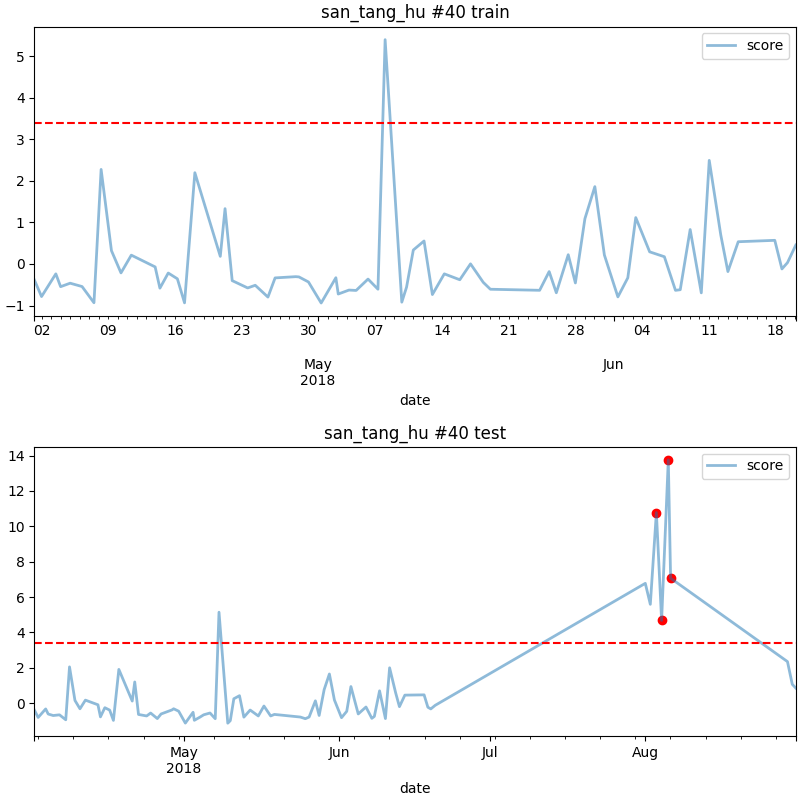 san_tang_hu #40 train
score
5
4
3
2
1
0
−1
02 09 16 23 30 07 14 21 28 04 11 18
May Jun
2018
date
san_tang_hu #40 test
score
14
12
10
8
6
4
2
0
May Jun Jul Aug
2018
date